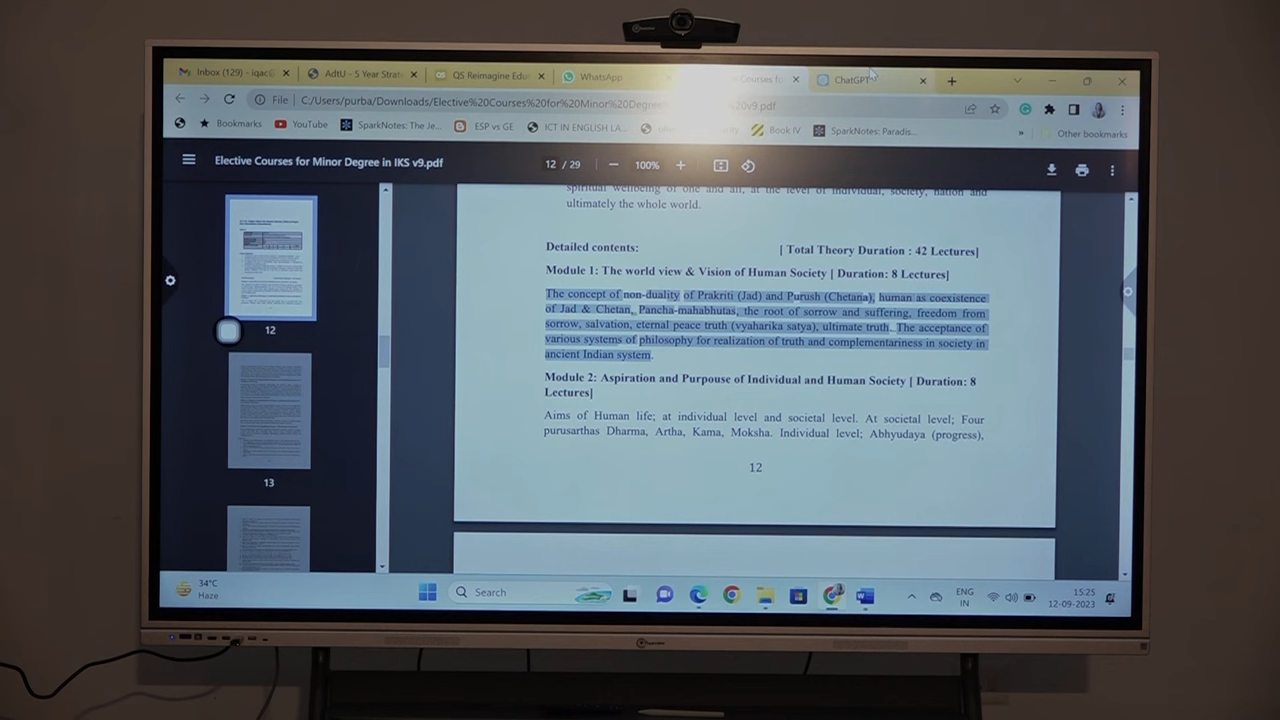 Inbox (129) - iqac@
AdtU - 5 Year Strat
QS Reimagine Edu
WhatsApp
Courses fo
ChatGPT
File | C:/Users/purba/Downloads/Elective%20Courses%20for%20Minor%20Degree
%20v9.pdf
Bookmarks
YouTube
SparkNotes: The Je...
ESP vs GE
ICT IN ENGLISH LA...
Book IV
SparkNotes: Paradis...
»
Other bookmarks
Elective Courses for Minor Degree in IKS v9.pdf
12 / 29
100%
spiritual wellbeing of one and all, at the level of individual, society, nation and
ultimately the whole world.
Detailed contents: [ Total Theory Duration : 42 Lectures]
Module 1: The world view & Vision of Human Society [ Duration: 8 Lectures]
The concept of non-duality of Prakriti (Jad) and Purush (Chetana), human as coexistence
of Jad & Chetan, Pancha-mahabhutas, the root of sorrow and suffering, freedom from
sorrow, salvation, eternal peace truth (vyaharika satya), ultimate truth. The acceptance of
various systems of philosophy for realization of truth and complementariness in society in
ancient Indian system.
Module 2: Aspiration and Purpouse of Individual and Human Society [ Duration: 8
Lectures]
Aims of Human life; at individual level and societal level. At societal level; Four
purusarthas Dharma, Artha, Kama, Moksha. Individual level; Abhyudaya (progress),
12
12
13
34°C
Haze
Search
ENG
IN
15:25
12-09-2023